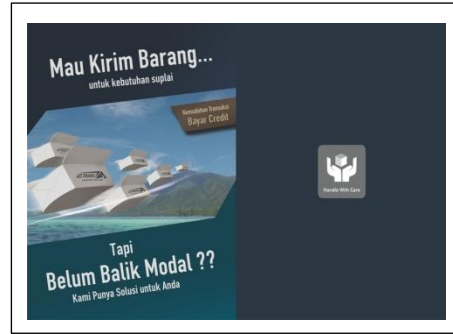 Mau Kirim Barang...
untuk kebutuhan suplai
Kemudahan Transaksi
Bayar Credit
Tapi
Belum Balik Modal ??
Kami Punya Solusi untuk Anda
Handle With Care